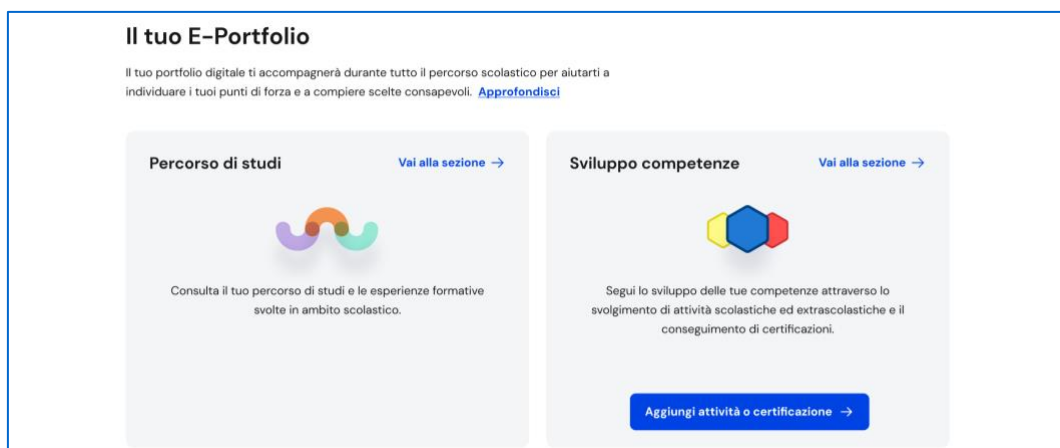 Il tuo E-Portfolio
Il tuo portfolio digitale ti accompagnerà durante tutto il percorso scolastico per aiutarti a
individuare i tuoi punti di forza e a compiere scelte consapevoli. Approfondisci
Percorso di studi
Vai alla sezione →
Consulta il tuo percorso di studi e le esperienze formative
svolte in ambito scolastico.
Sviluppo competenze
Vai alla sezione →
Segui lo sviluppo delle tue competenze attraverso lo
svolgimento di attività scolastiche ed extrascolastiche e il
conseguimento di certificazioni.
Aggiungi attività o certificazione →